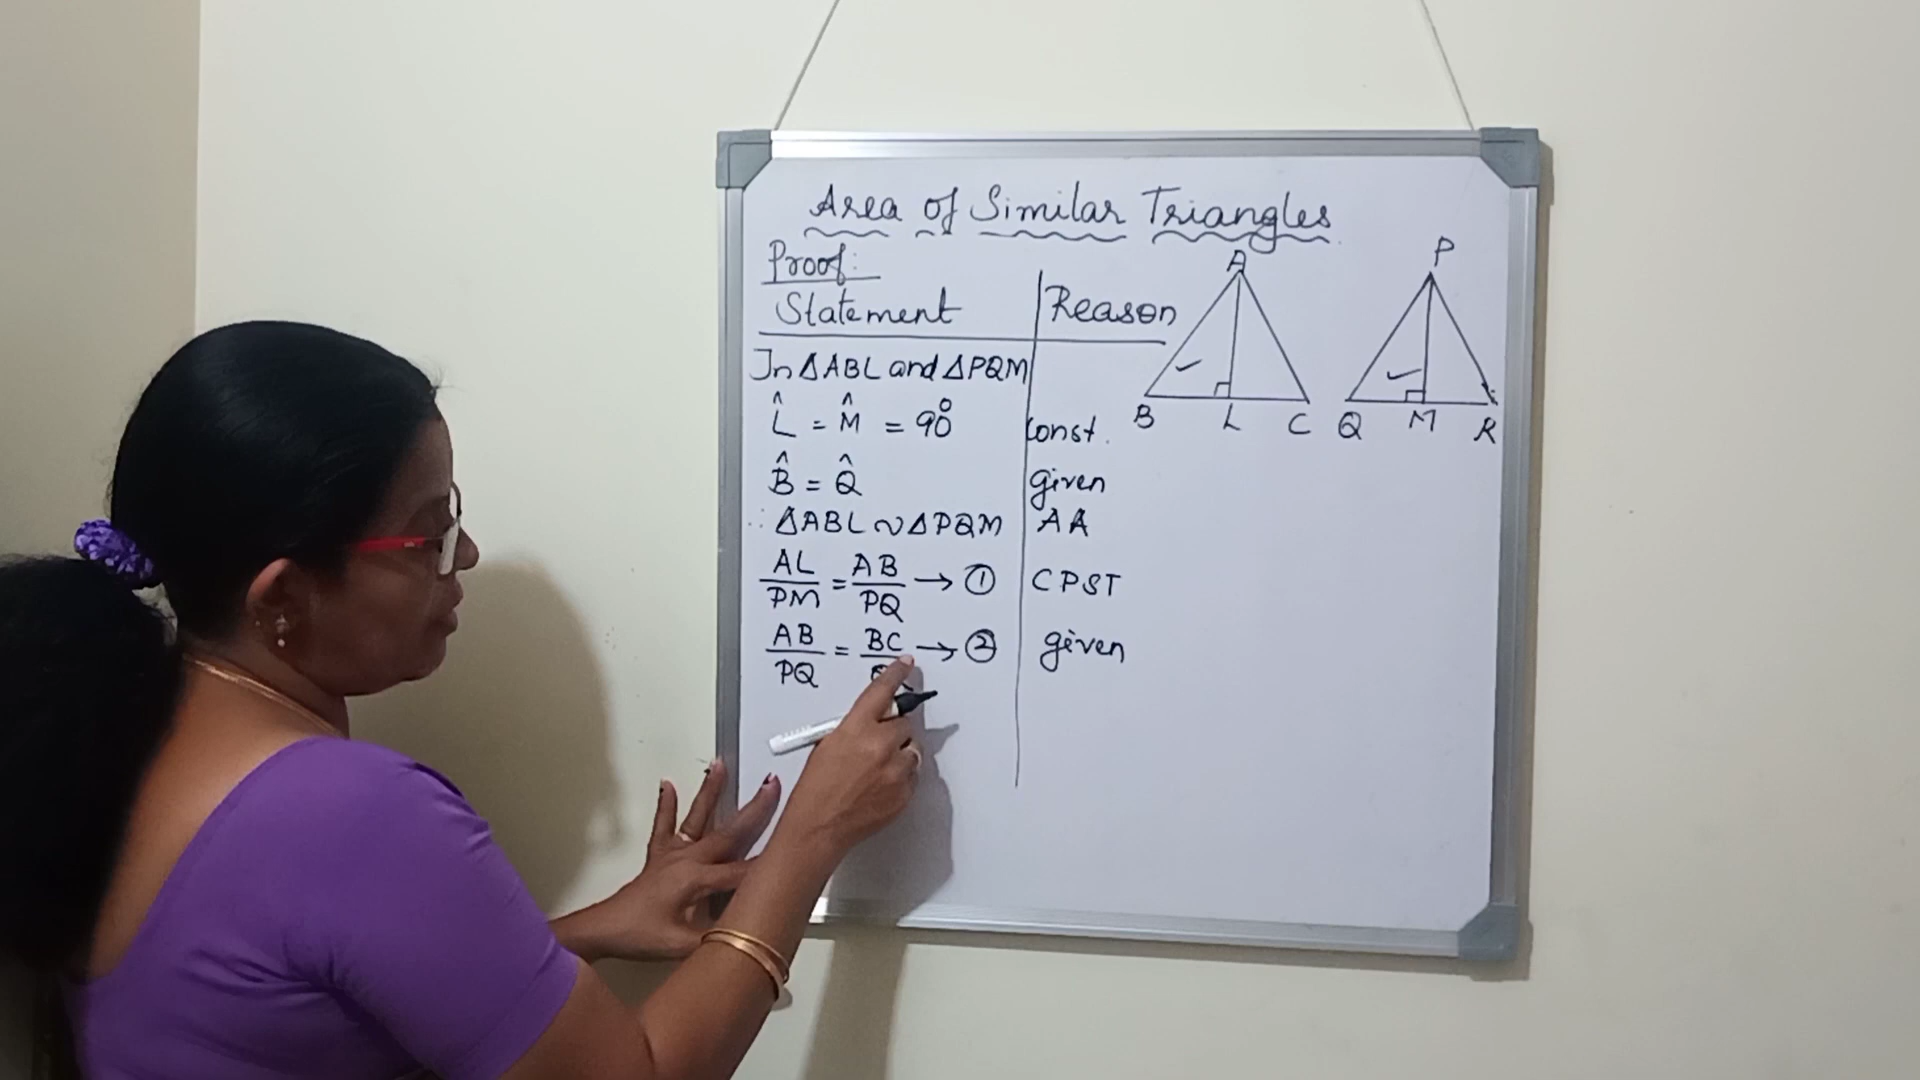 Area of Similar Triangles
Proof:
Statement Reason
In ΔABL and ΔPQM
L̂ = M̂ = 90° const.
B̂ = Q̂ given
∴ ΔABL ~ ΔPQM AA
AL/PM = AB/PQ → ① CPST
AB/PQ = BC/ → ② given
A
B L C
P
Q M R